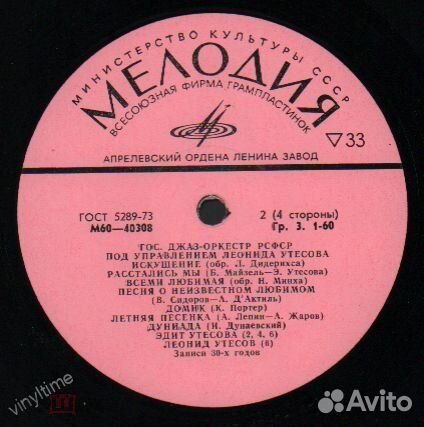 МИНИСТЕРСТВО КУЛЬТУРЫ СССР
МЕЛОДИЯ
ВСЕСОЮЗНАЯ ФИРМА ГРАМПЛАСТИНОК
▽33
АПРЕЛЕВСКИЙ ОРДЕНА ЛЕНИНА ЗАВОД
ГОСТ 5289-73
М60—40308
2 (4 стороны)
Гр. 3. 1-60
ГОС. ДЖАЗ-ОРКЕСТР РСФСР
ПОД УПРАВЛЕНИЕМ ЛЕОНИДА УТЕСОВА
ИСКУШЕНИЕ (обр. Л. Дидерихса)
РАССТАЛИСЬ МЫ (Б. Майзель—Э. Утесова)
ВСЕМИ ЛЮБИМАЯ (обр. Н. Минха)
ПЕСНЯ О НЕИЗВЕСТНОМ ЛЮБИМОМ
(В. Сидоров—А. Д'Актиль)
ДОМИК (К. Портер)
ЛЕТНЯЯ ПЕСЕНКА (А. Лепин—А. Жаров)
ДУНИАДА (И. Дунаевский)
ЭДИТ УТЕСОВА (2, 4, 6)
ЛЕОНИД УТЕСОВ (6)
Записи 30-х годов
vinyltime
Avito